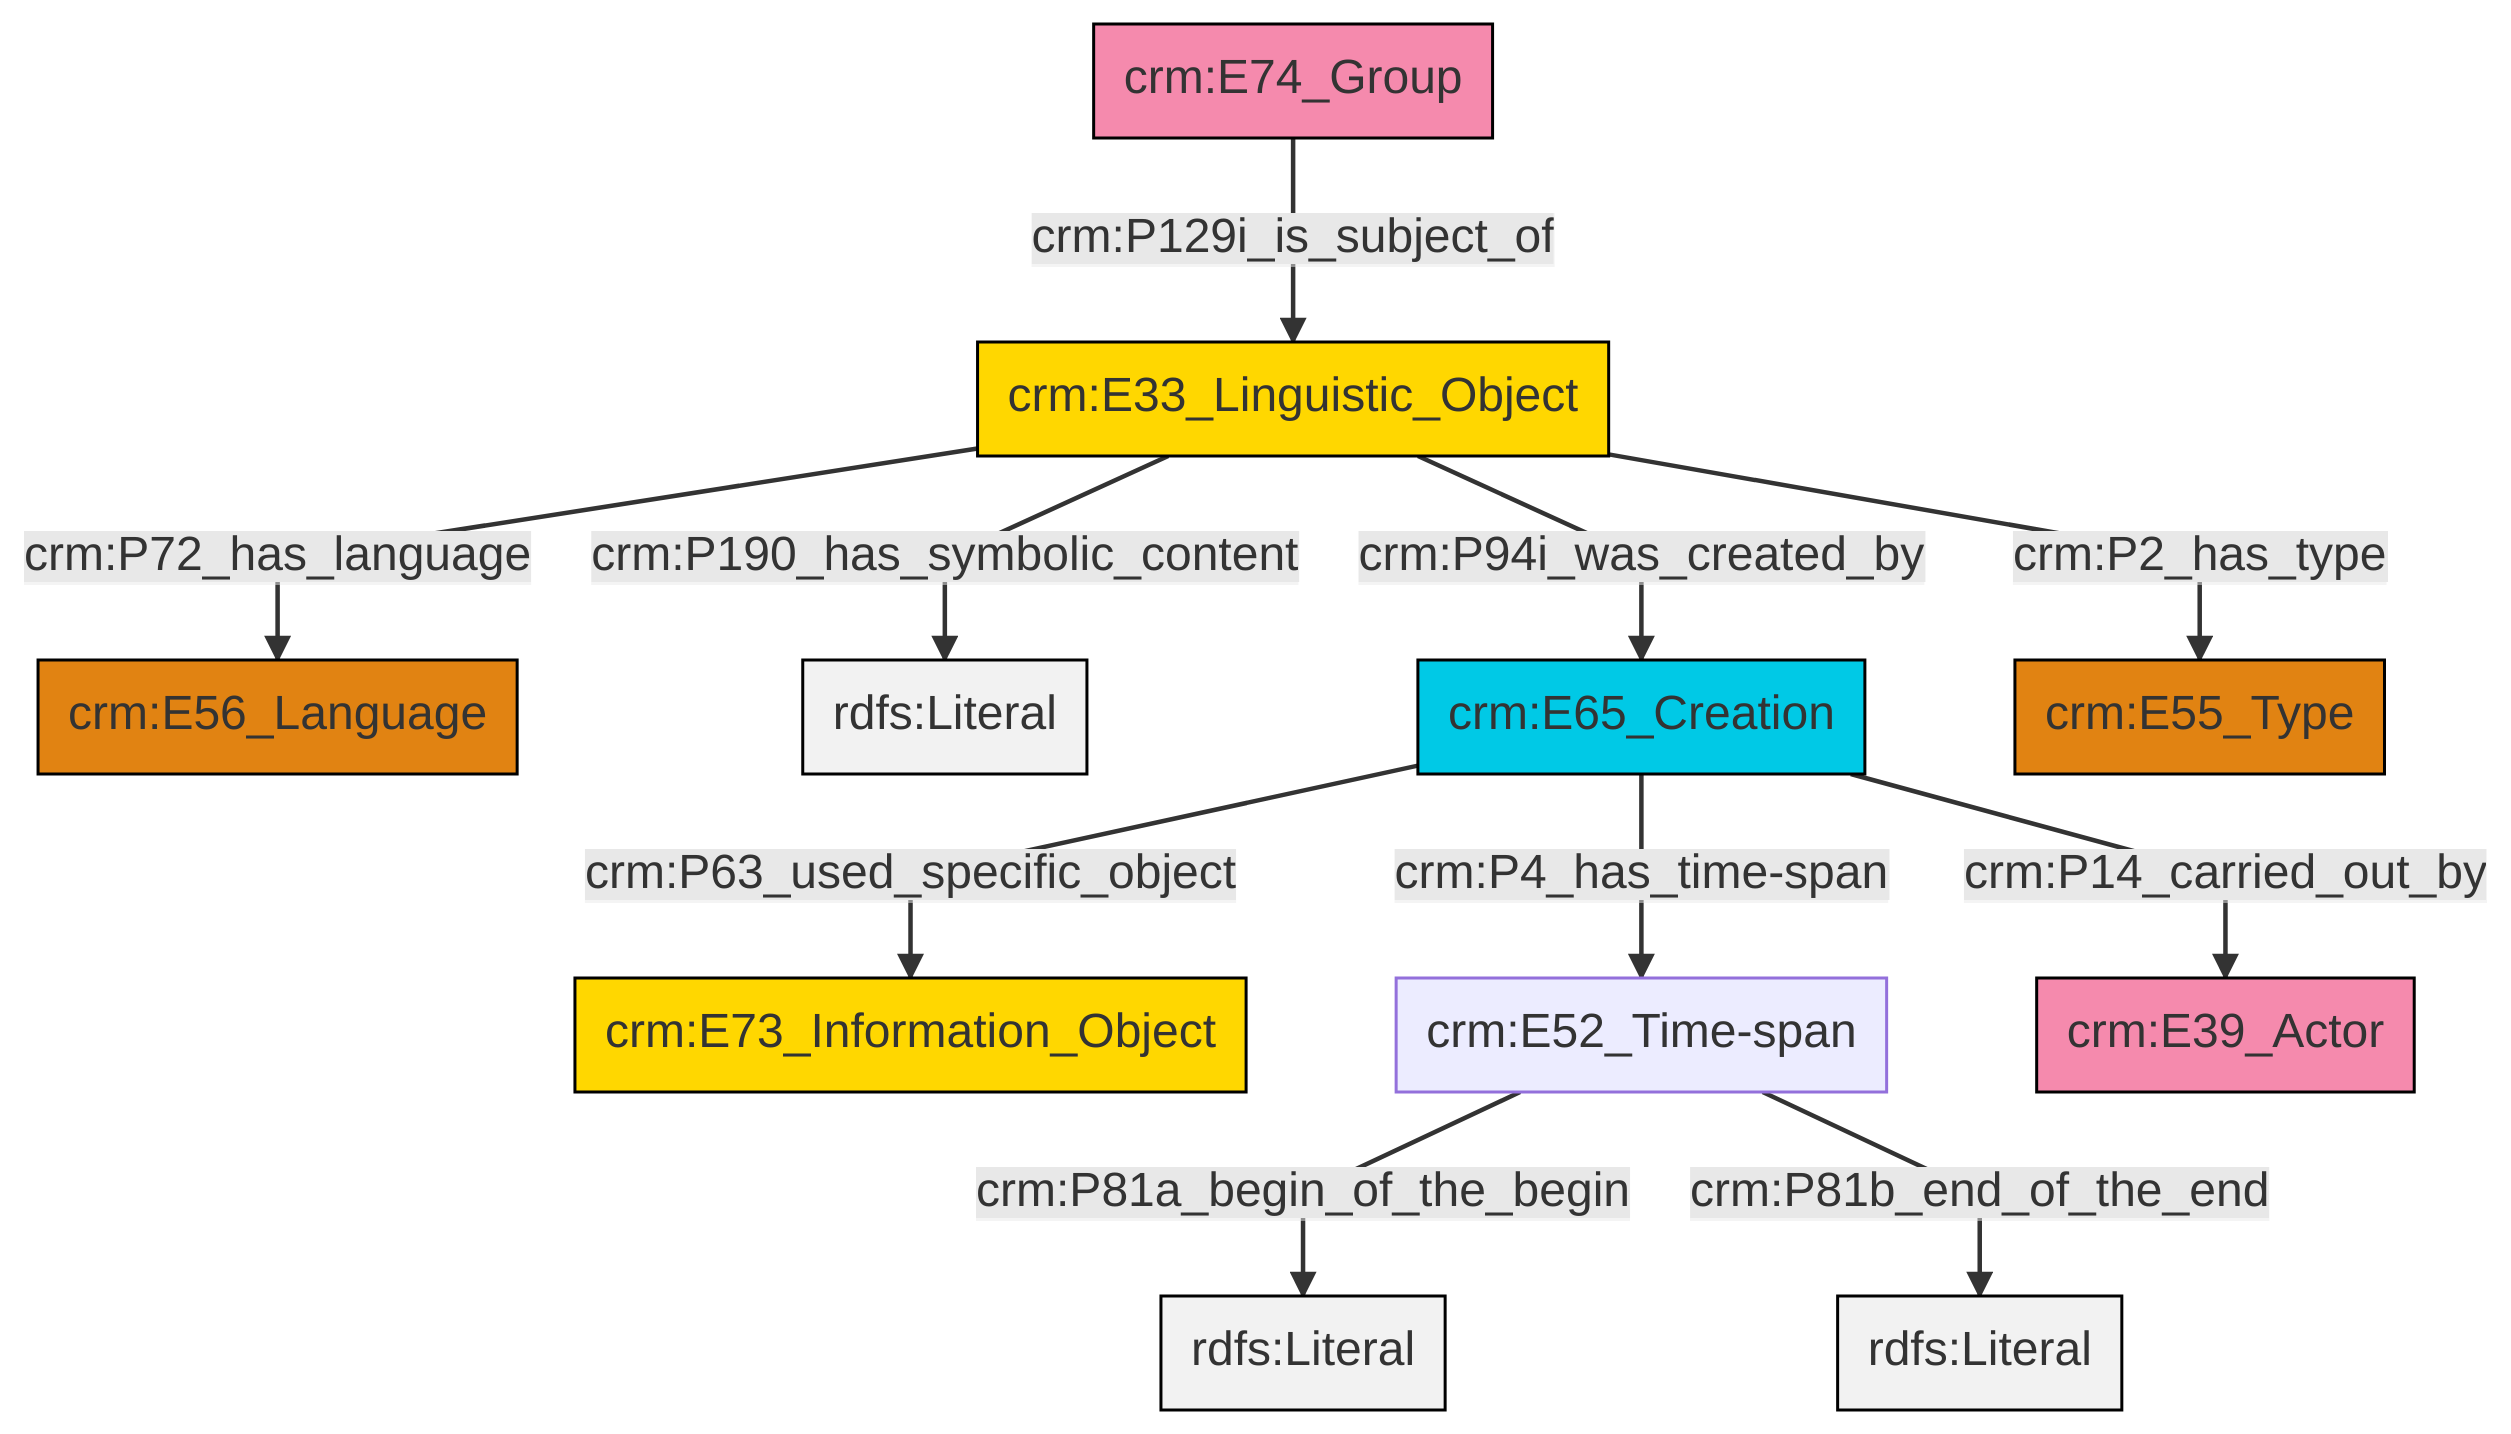 crm:E74_Group
crm:P129i_is_subject_of
crm:E33_Linguistic_Object
crm:P72_has_language
crm:P190_has_symbolic_content
crm:P94i_was_created_by
crm:P2_has_type
crm:E56_Language
rdfs:Literal
crm:E65_Creation
crm:E55_Type
crm:P63_used_specific_object
crm:P4_has_time-span
crm:P14_carried_out_by
crm:E73_Information_Object
crm:E52_Time-span
crm:E39_Actor
crm:P81a_begin_of_the_begin
crm:P81b_end_of_the_end
rdfs:Literal
rdfs:Literal